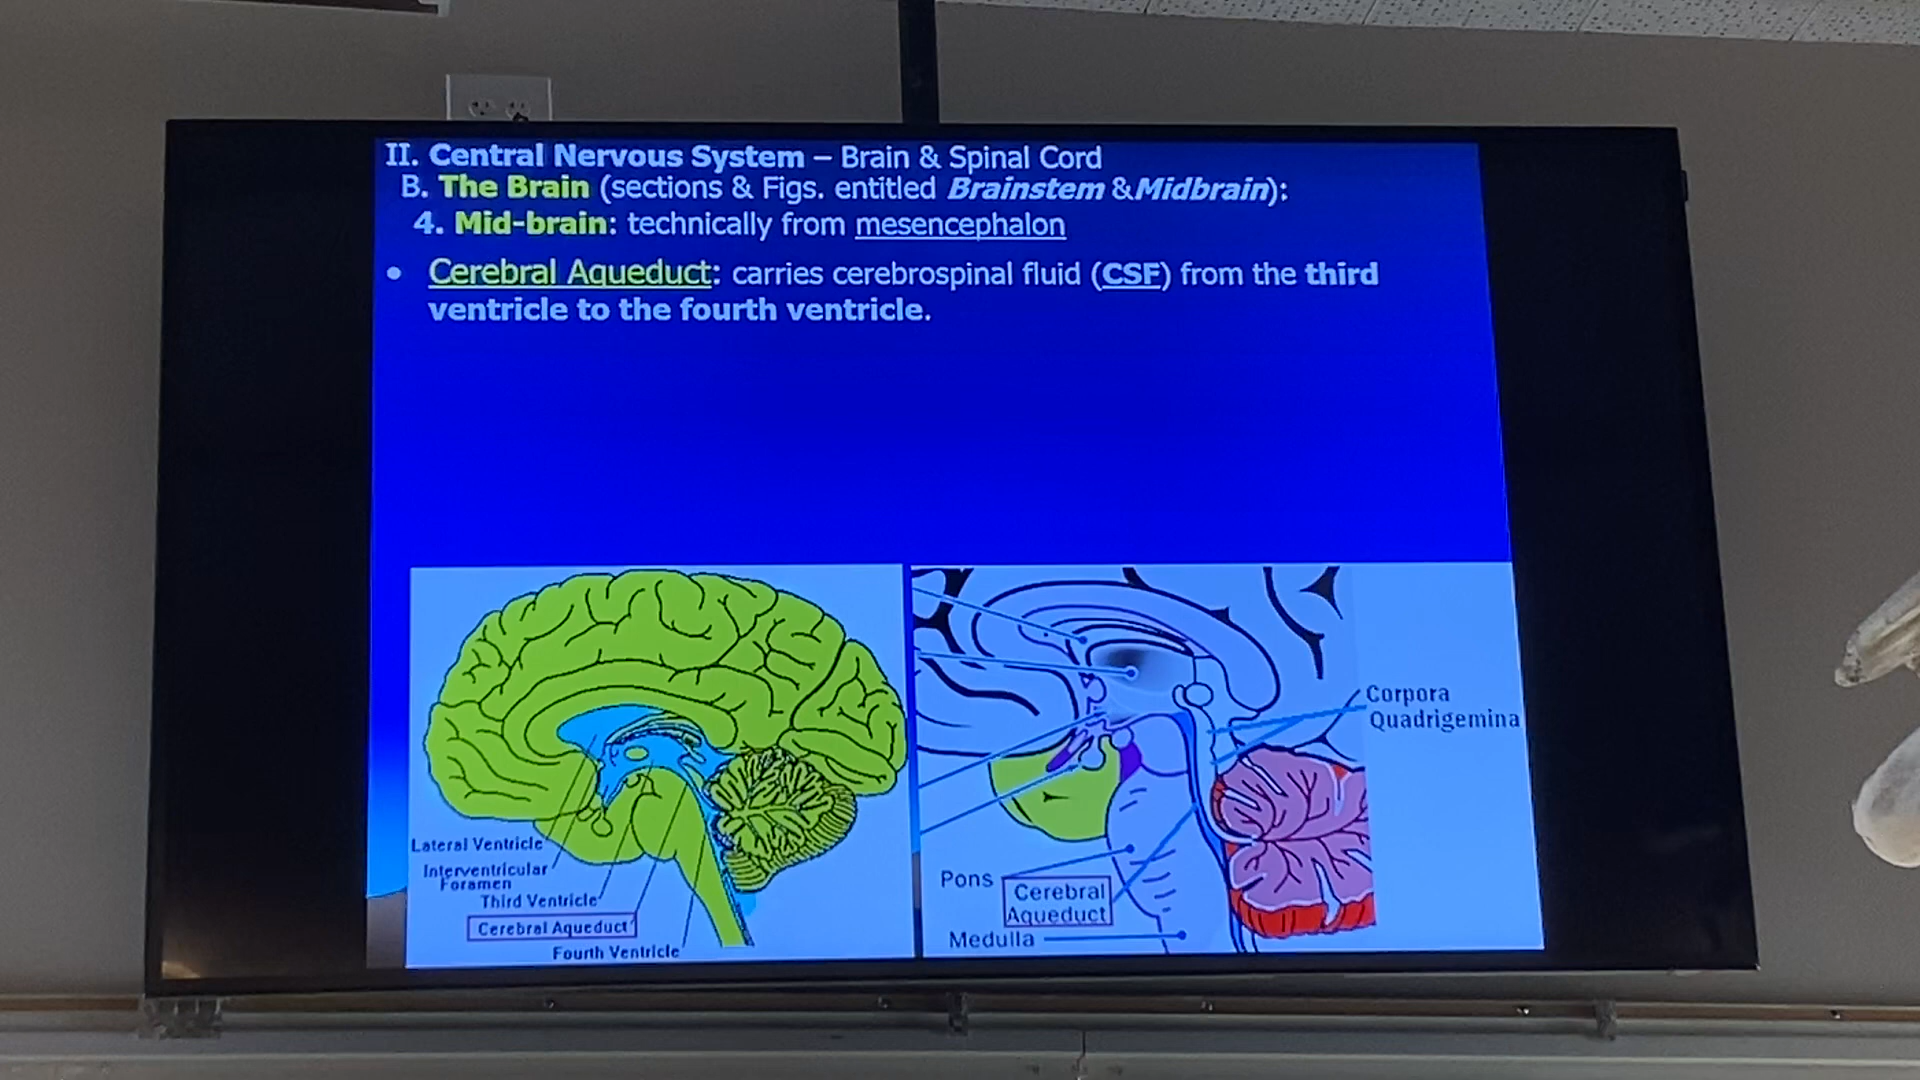 II. Central Nervous System – Brain & Spinal Cord
B. The Brain (sections & Figs. entitled Brainstem &Midbrain):
4. Mid-brain: technically from mesencephalon
• Cerebral Aqueduct: carries cerebrospinal fluid (CSF) from the third
ventricle to the fourth ventricle.
Lateral Ventricle
Interventricular
Foramen
Third Ventricle
Cerebral Aqueduct
Fourth Ventricle
Corpora
Quadrigemina
Pons
Cerebral
Aqueduct
Medulla